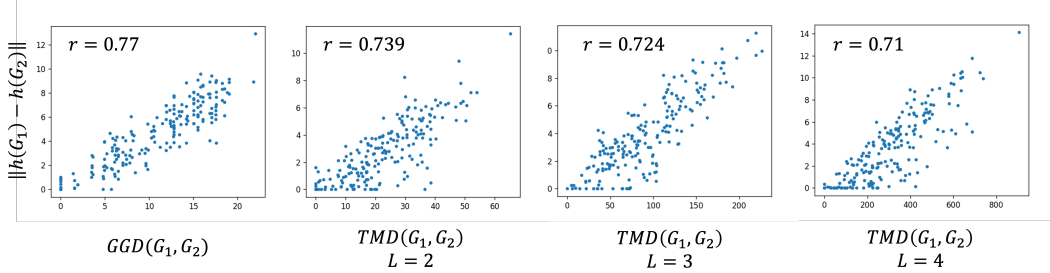 ‖h(G₁) − h(G₂)‖
r = 0.77
12
10
8
6
4
2
0
0 5 10 15 20
GGD(G₁, G₂)
r = 0.739
10
8
6
4
2
0
0 10 20 30 40 50 60
TMD(G₁, G₂)
L = 2
r = 0.724
0
8
6
4
2
0
0 50 100 150 200
TMD(G₁, G₂)
L = 3
r = 0.71
14
12
10
8
6
4
2
0
0 200 400 600 800
TMD(G₁, G₂)
L = 4